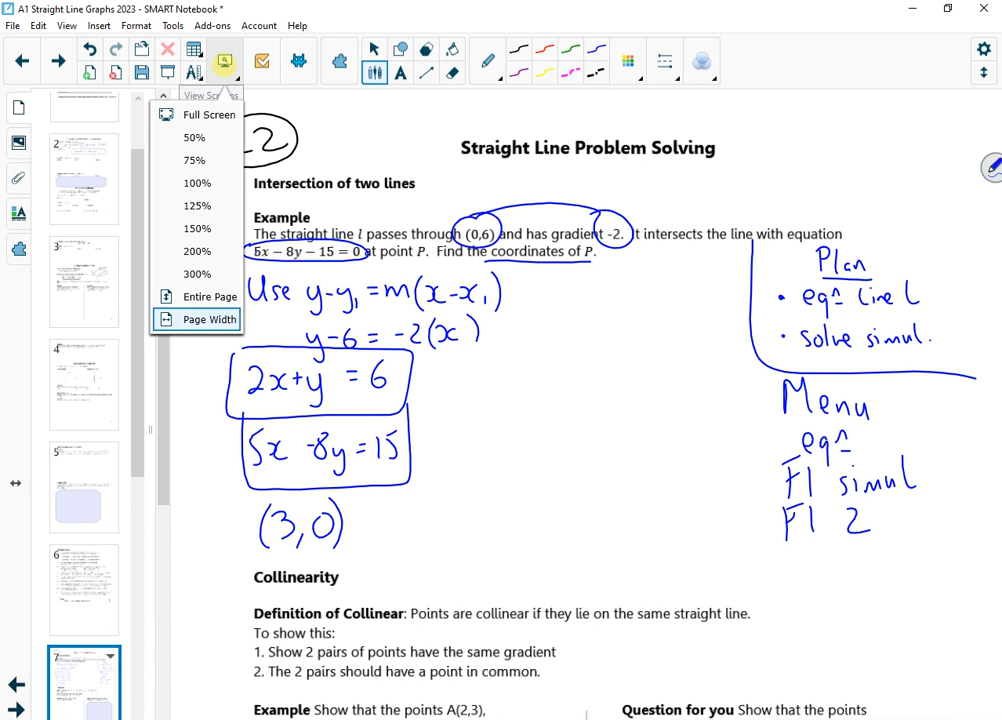 A1 Straight Line Graphs 2023 - SMART Notebook *
File Edit View Insert Format Tools Add-ons Account Help
View Screens
Full Screen
50%
75%
100%
125%
150%
200%
300%
Entire Page
Page Width
2
3
4
5
6
7
2
Straight Line Problem Solving
Intersection of two lines
Example
The straight line l passes through (0,6) and has gradient -2. It intersects the line with equation
5x − 8y − 15 = 0 at point P. Find the coordinates of P.
Use y-y₁ = m(x-x₁)
y-6 = -2(x)
2x+y = 6
5x -8y = 15
(3,0)
Plan
• eqn line l
• solve simul.
Menu
eqn
F1 simul
F1 2
Collinearity
Definition of Collinear: Points are collinear if they lie on the same straight line.
To show this:
1. Show 2 pairs of points have the same gradient
2. The 2 pairs should have a point in common.
Example Show that the points A(2,3),
Question for you Show that the points